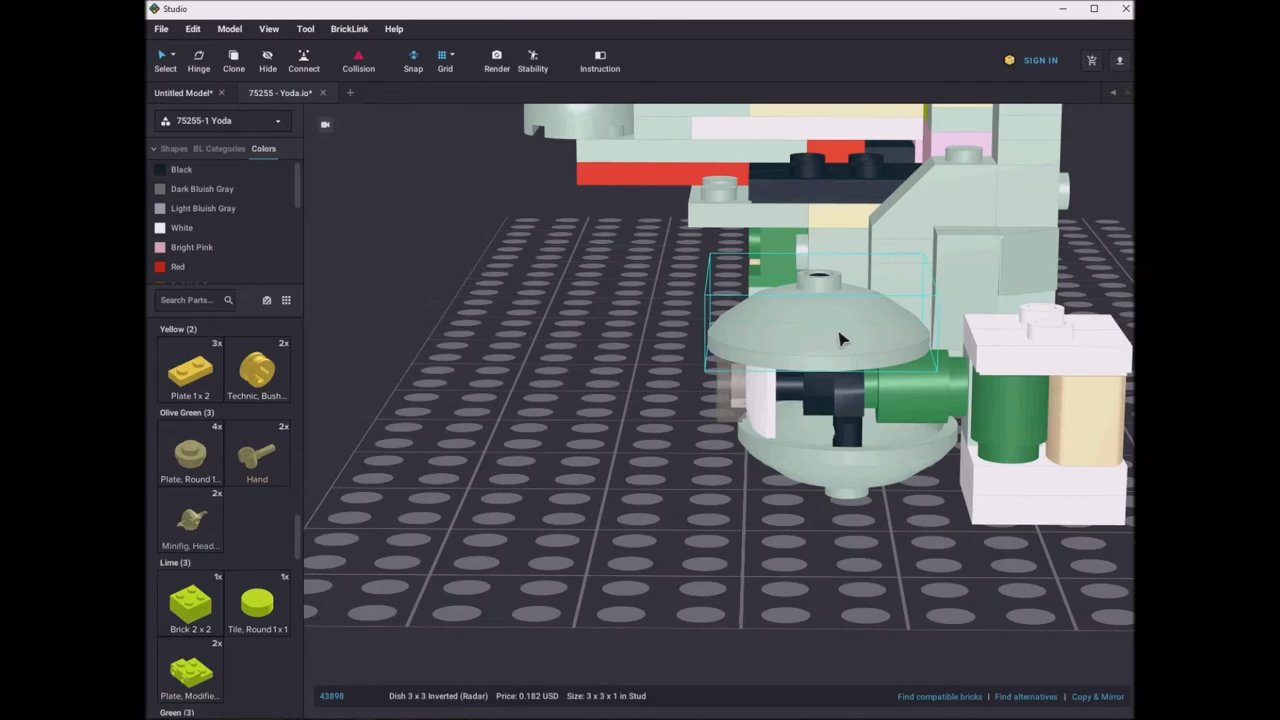 Studio
File Edit Model View Tool BrickLink Help
Select Hinge Clone Hide Connect Collision Snap Grid Render Stability Instruction SIGN IN
Untitled Model* 75255 - Yoda.io*
75255-1 Yoda
Shapes BL Categories Colors
Black
Dark Bluish Gray
Light Bluish Gray
White
Bright Pink
Red
Search Parts...
Yellow (2)
3x 2x
Plate 1 x 2 Technic, Bush...
Olive Green (3)
4x 2x
Plate, Round 1... Hand
2x
Minifig, Head...
Lime (3)
1x 1x
Brick 2 x 2 Tile, Round 1 x 1
2x
Plate, Modifie...
Green (3)
43898 Dish 3 x 3 Inverted (Radar) Price: 0.182 USD Size: 3 x 3 x 1 in Stud Find compatible bricks | Find alternatives | Copy & Mirror